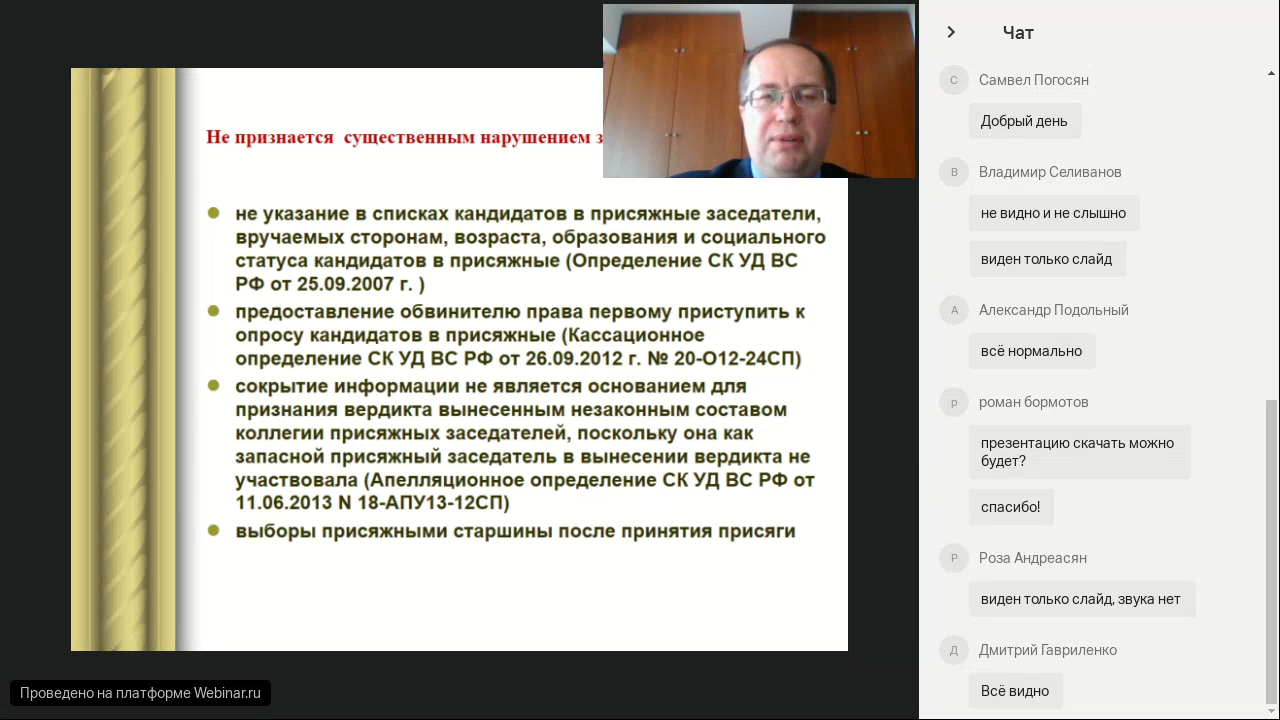 Не признается существенным нарушением з
не указание в списках кандидатов в присяжные заседатели,
вручаемых сторонам, возраста, образования и социального
статуса кандидатов в присяжные (Определение СК УД ВС
РФ от 25.09.2007 г. )
предоставление обвинителю права первому приступить к
опросу кандидатов в присяжные (Кассационное
определение СК УД ВС РФ от 26.09.2012 г. № 20-О12-24СП)
сокрытие информации не является основанием для
признания вердикта вынесенным незаконным составом
коллегии присяжных заседателей, поскольку она как
запасной присяжный заседатель в вынесении вердикта не
участвовала (Апелляционное определение СК УД ВС РФ от
11.06.2013 N 18-АПУ13-12СП)
выборы присяжными старшины после принятия присяги
Проведено на платформе Webinar.ru
Чат
С
Самвел Погосян
Добрый день
В
Владимир Селиванов
не видно и не слышно
виден только слайд
А
Александр Подольный
всё нормально
р
роман бормотов
презентацию скачать можно
будет?
спасибо!
Р
Роза Андреасян
виден только слайд, звука нет
Д
Дмитрий Гавриленко
Всё видно